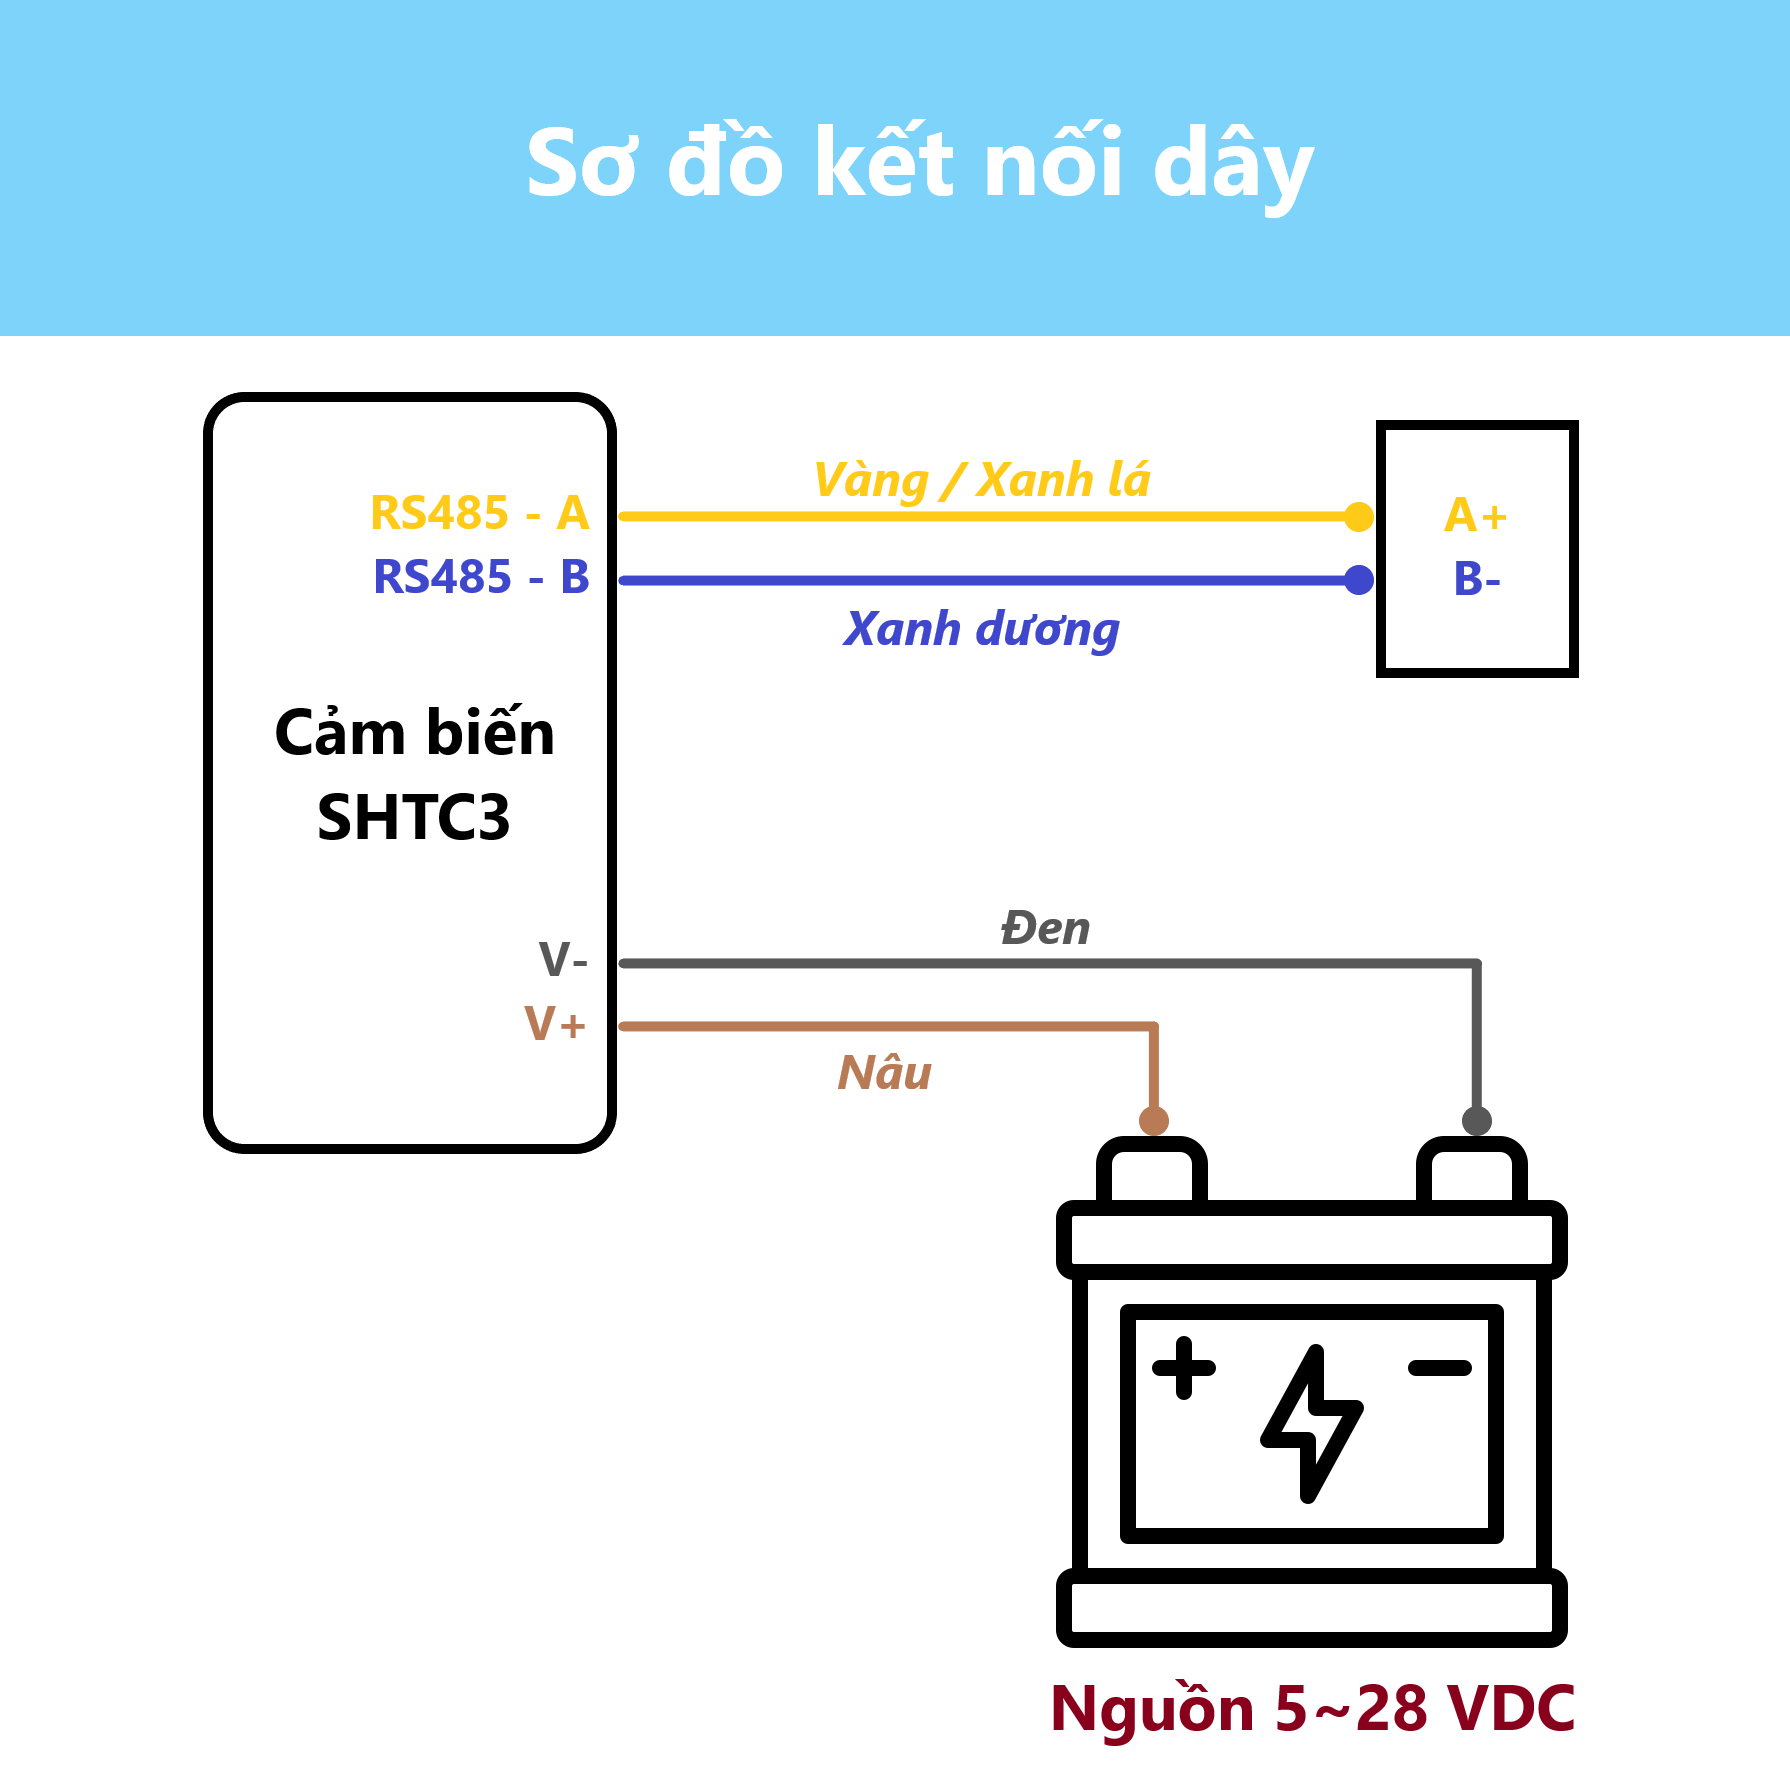 Sơ đồ kết nối dây
Vàng / Xanh lá
RS485 - A
A+
RS485 - B
B-
Xanh dương
Cảm biến
SHTC3
Đen
V-
V+
Nâu
+ −
Nguồn 5~28 VDC